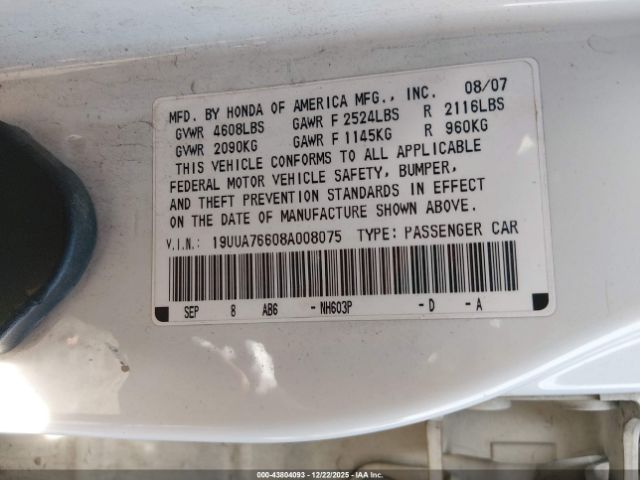 MFD. BY HONDA OF AMERICA MFG., INC. 08/07
GVWR 4608LBS GAWR F 2524LBS R 2116LBS
GVWR 2090KG GAWR F 1145KG R 960KG
THIS VEHICLE CONFORMS TO ALL APPLICABLE
FEDERAL MOTOR VEHICLE SAFETY, BUMPER,
AND THEFT PREVENTION STANDARDS IN EFFECT
ON THE DATE OF MANUFACTURE SHOWN ABOVE.
V.I.N.: 19UUA76608A008075 TYPE: PASSENGER CAR
SEP 8 AB6 - NH603P - D - A
00-43804093 | 12/22/2025 - IAA Inc.